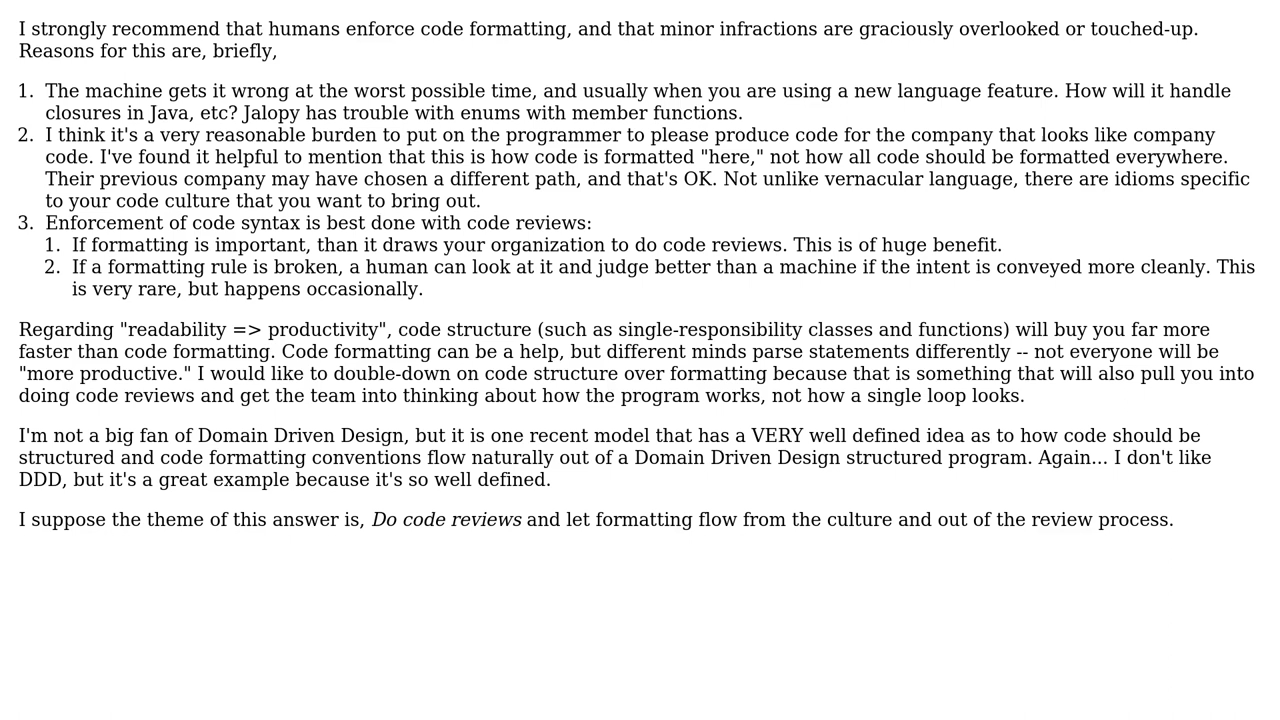 I strongly recommend that humans enforce code formatting, and that minor infractions are graciously overlooked or touched-up.
Reasons for this are, briefly,
1. The machine gets it wrong at the worst possible time, and usually when you are using a new language feature. How will it handle
closures in Java, etc? Jalopy has trouble with enums with member functions.
2. I think it's a very reasonable burden to put on the programmer to please produce code for the company that looks like company
code. I've found it helpful to mention that this is how code is formatted "here," not how all code should be formatted everywhere.
Their previous company may have chosen a different path, and that's OK. Not unlike vernacular language, there are idioms specific
to your code culture that you want to bring out.
3. Enforcement of code syntax is best done with code reviews:
1. If formatting is important, than it draws your organization to do code reviews. This is of huge benefit.
2. If a formatting rule is broken, a human can look at it and judge better than a machine if the intent is conveyed more cleanly. This
is very rare, but happens occasionally.
Regarding "readability => productivity", code structure (such as single-responsibility classes and functions) will buy you far more
faster than code formatting. Code formatting can be a help, but different minds parse statements differently -- not everyone will be
"more productive." I would like to double-down on code structure over formatting because that is something that will also pull you into
doing code reviews and get the team into thinking about how the program works, not how a single loop looks.
I'm not a big fan of Domain Driven Design, but it is one recent model that has a VERY well defined idea as to how code should be
structured and code formatting conventions flow naturally out of a Domain Driven Design structured program. Again... I don't like
DDD, but it's a great example because it's so well defined.
I suppose the theme of this answer is, Do code reviews and let formatting flow from the culture and out of the review process.